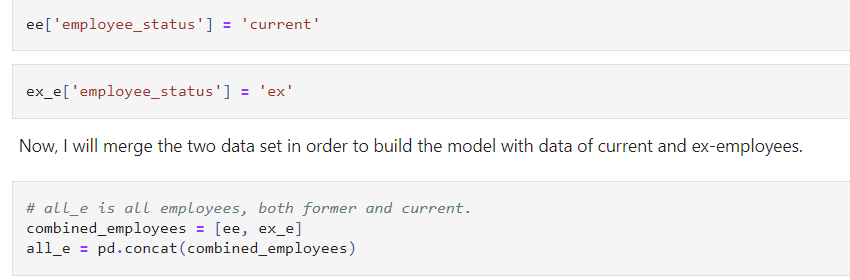 ee['employee_status'] = 'current'
ex_e['employee_status'] = 'ex'
Now, I will merge the two data set in order to build the model with data of current and ex-employees.
# all_e is all employees, both former and current.
combined_employees = [ee, ex_e]
all_e = pd.concat(combined_employees)